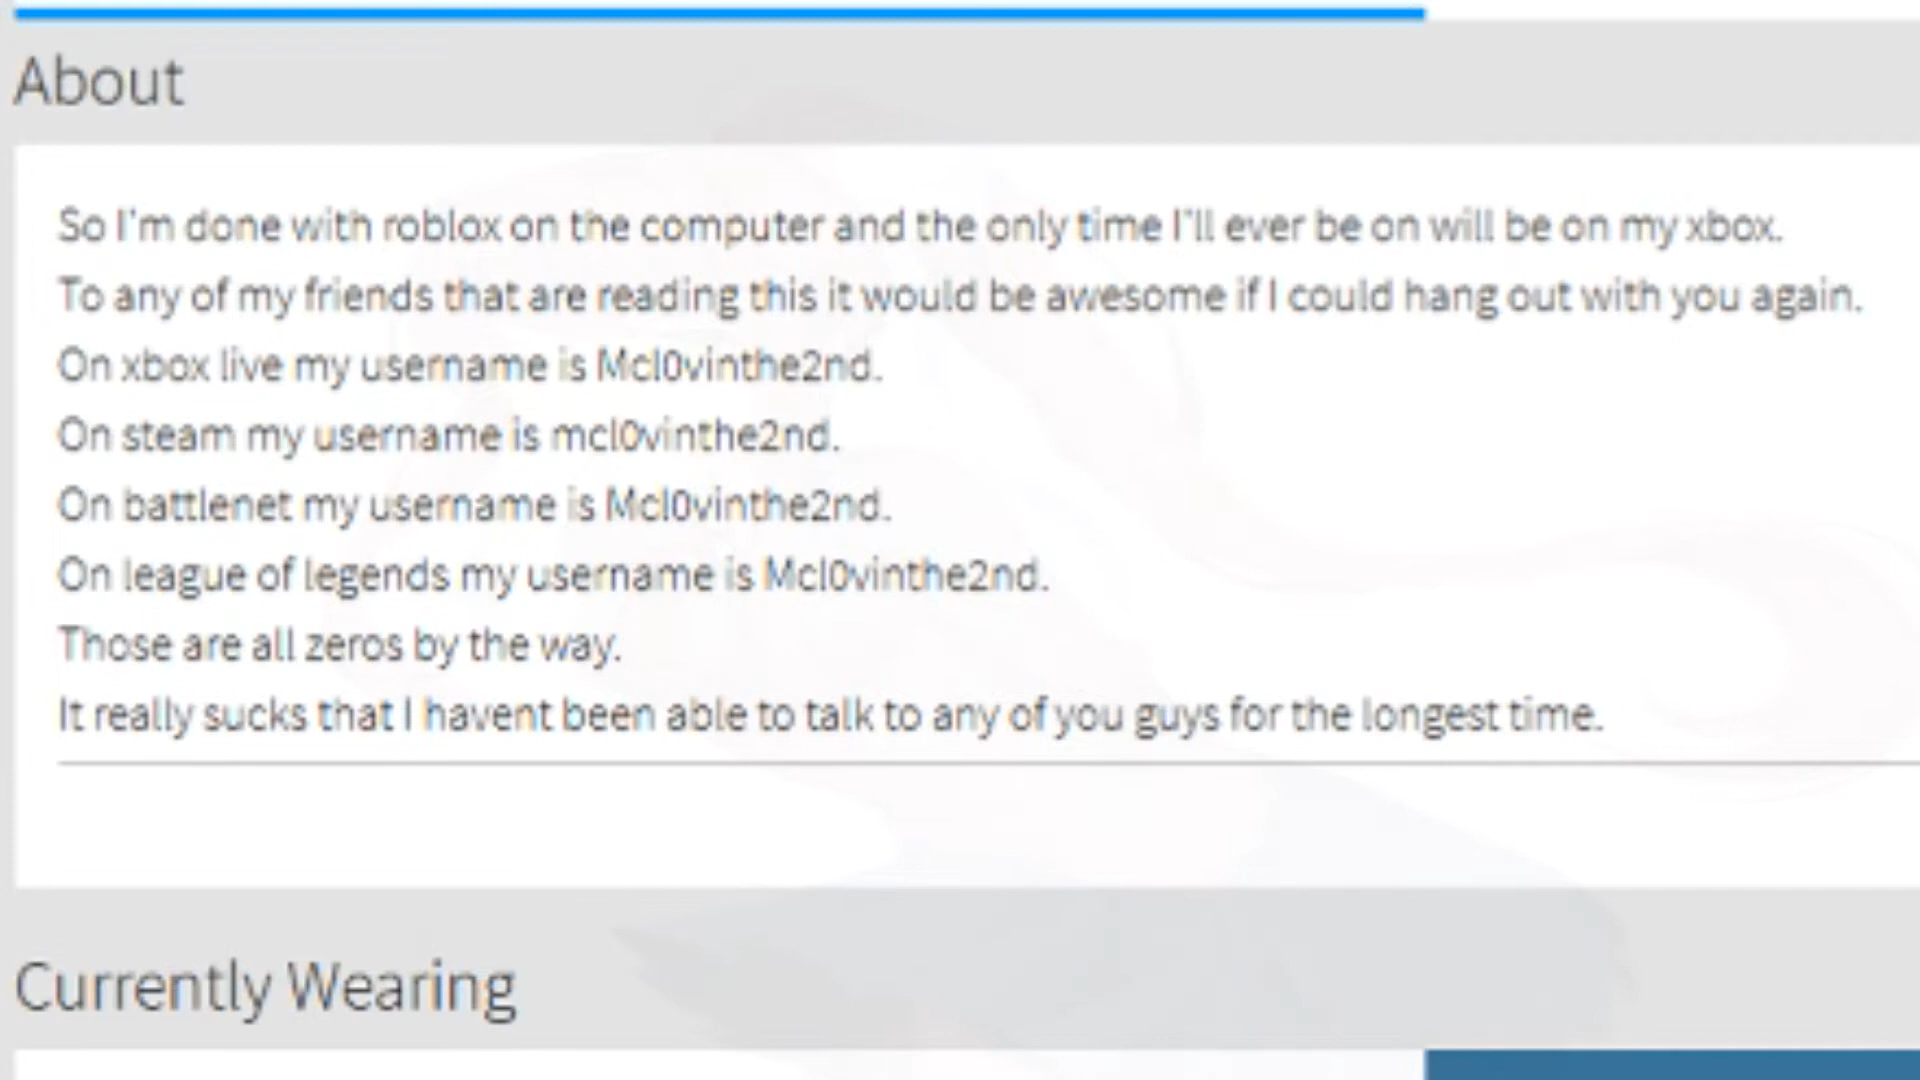 About
So I'm done with roblox on the computer and the only time I'll ever be on will be on my xbox.
To any of my friends that are reading this it would be awesome if I could hang out with you again.
On xbox live my username is Mcl0vinthe2nd.
On steam my username is mcl0vinthe2nd.
On battlenet my username is Mcl0vinthe2nd.
On league of legends my username is Mcl0vinthe2nd.
Those are all zeros by the way.
It really sucks that I havent been able to talk to any of you guys for the longest time.
Currently Wearing